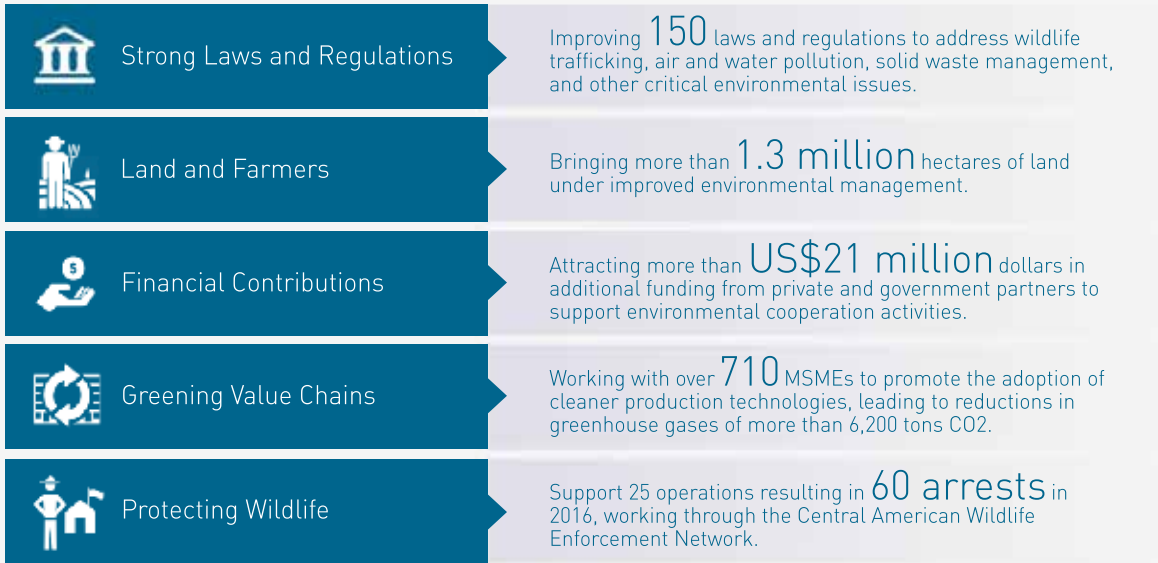 Strong Laws and Regulations
Improving 150 laws and regulations to address wildlife
trafficking, air and water pollution, solid waste management,
and other critical environmental issues.
Land and Farmers
Bringing more than 1.3 million hectares of land
under improved environmental management.
$
Financial Contributions
Attracting more than US$21 million dollars in
additional funding from private and government partners to
support environmental cooperation activities.
Greening Value Chains
Working with over 710 MSMEs to promote the adoption of
cleaner production technologies, leading to reductions in
greenhouse gases of more than 6,200 tons CO2.
Protecting Wildlife
Support 25 operations resulting in 60 arrests in
2016, working through the Central American Wildlife
Enforcement Network.